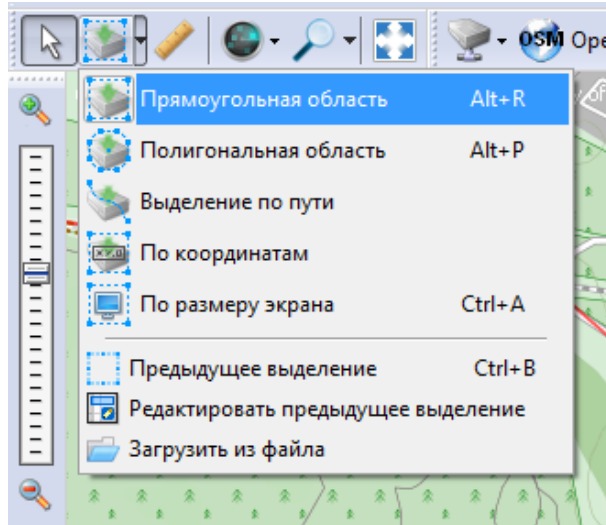 OSM Ope
Прямоугольная область Alt+R
Полигональная область Alt+P
Выделение по пути
По координатам
По размеру экрана Ctrl+A
Предыдущее выделение Ctrl+B
Редактировать предыдущее выделение
Загрузить из файла